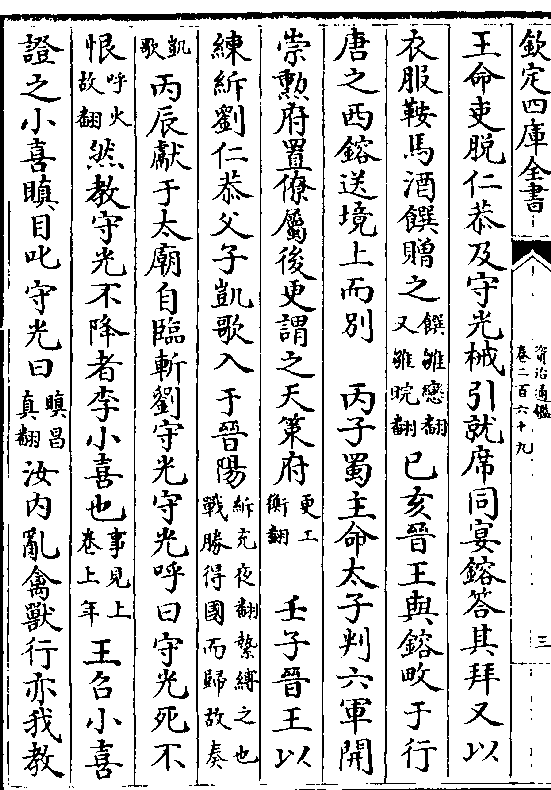 欽定四庫全書
資治通鑑
卷二百六十九
三
王命吏脫仁恭及守光械引就席同宴鎔答其拜又以
衣服鞍馬酒饌贈之饌雛戀翻又雛晥翻己亥晉王與鎔畋于行
唐之西鎔送境上而別　丙子蜀主命太子判六軍開
崇勲府置僚屬後更謂之天策府更工衡翻　壬子晉王以
練紖劉仁恭父子凱歌入于晉陽紖充夜翻縶縛之也戰勝得國而歸故奏
凱歌丙辰獻于太廟自臨斬劉守光守光呼曰守光死不
恨呼火故翻然教守光不降者李小喜也事見上卷上年王召小喜
證之小喜瞋目叱守光曰瞋昌真翻汝内亂禽獸行亦我教